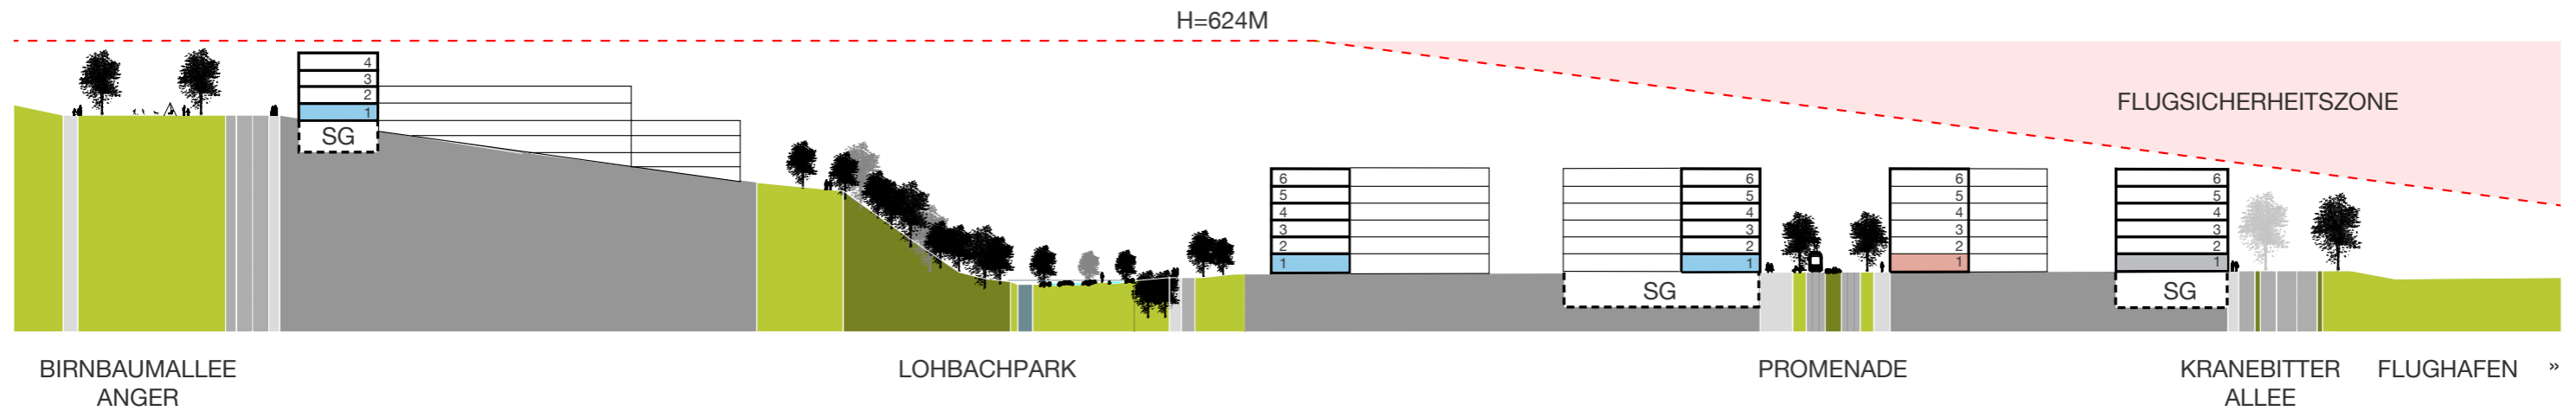 H=624M
FLUGSICHERHEITSZONE
4
3
2
1
SG
6
5
4
3
2
1
6
5
4
3
2
1
SG
6
5
4
3
2
1
6
5
4
3
2
1
SG
BIRNBAUMALLEE
ANGER
LOHBACHPARK
PROMENADE
KRANEBITTER
ALLEE
FLUGHAFEN »